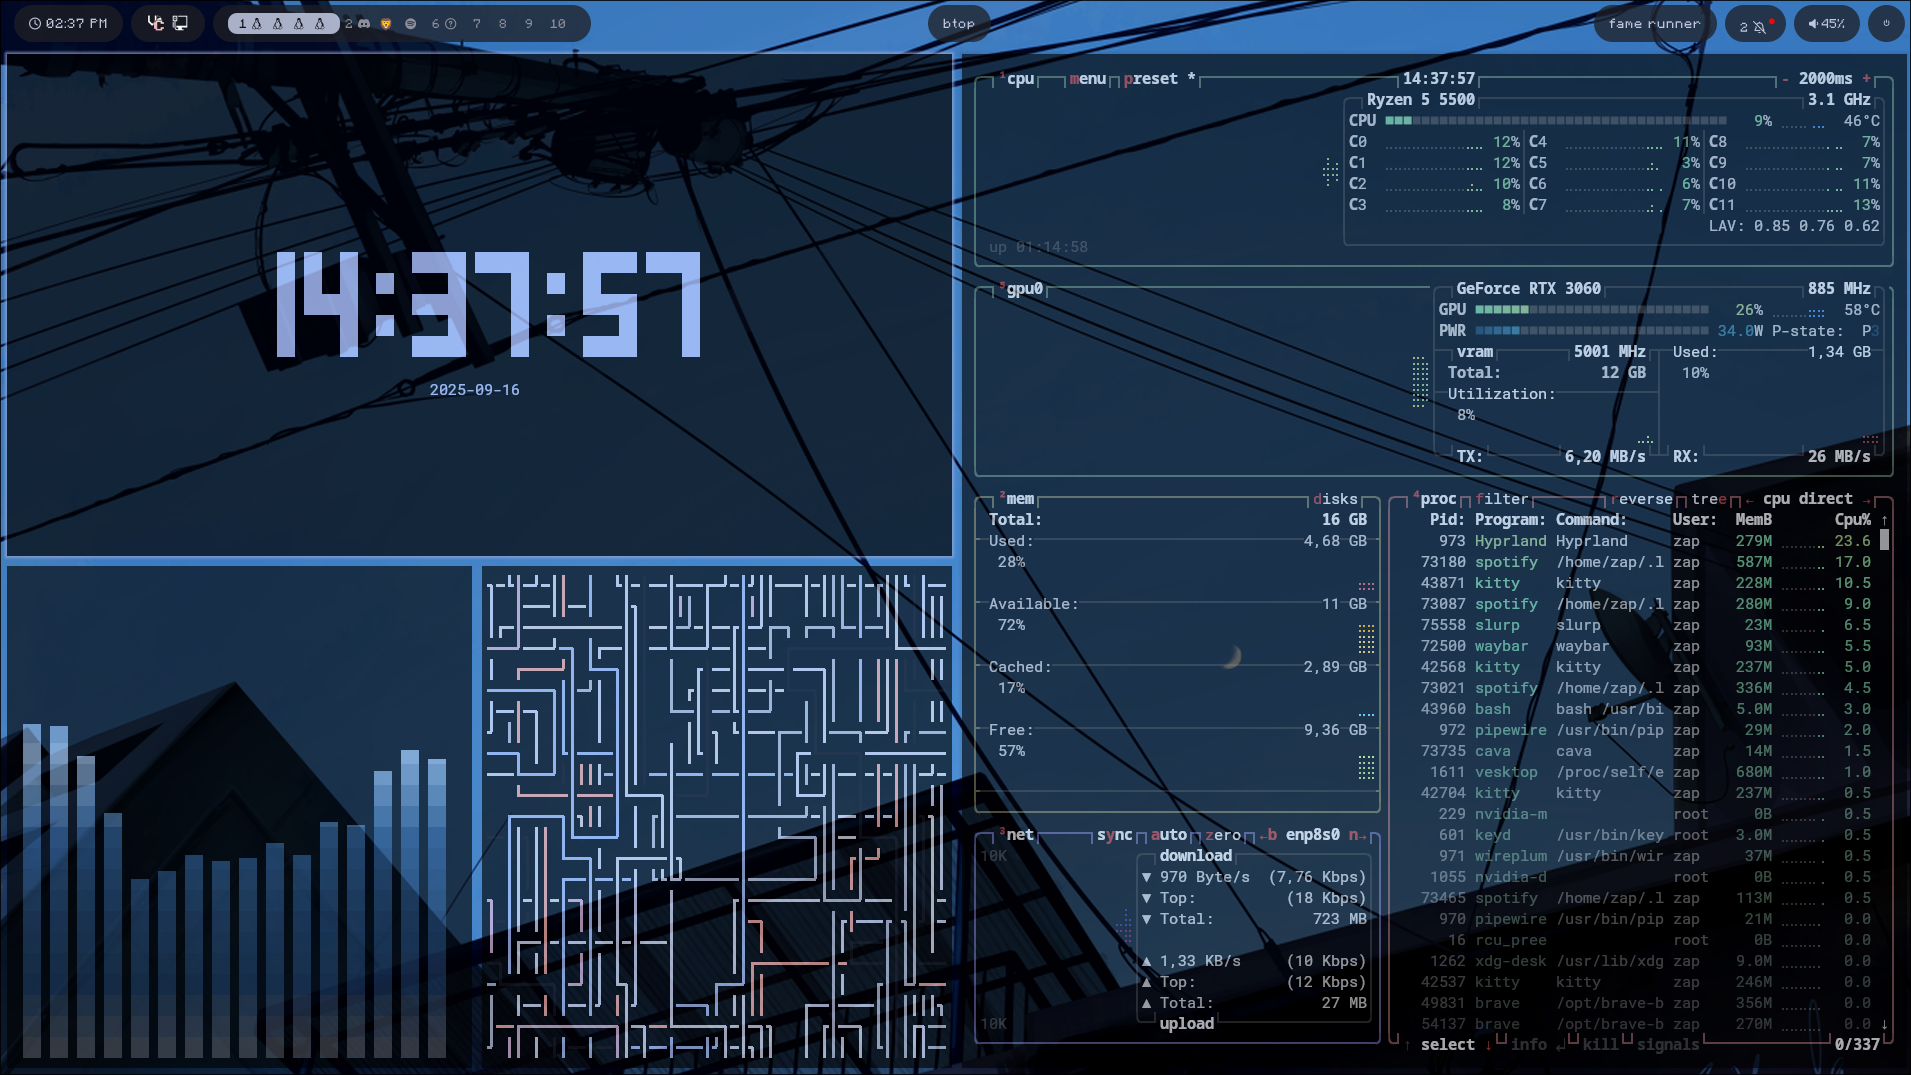 02:37 PM
1 2 6 7 8 9 10
btop
fame runner
2
45%
14:37:57
2025-09-16
1cpu menu preset * 14:37:57 - 2000ms +
Ryzen 5 5500 3.1 GHz
CPU 9% 46°C
C0 12% C4 11% C8 7%
C1 12% C5 3% C9 7%
C2 10% C6 6% C10 11%
C3 8% C7 7% C11 13%
LAV: 0.85 0.76 0.62
up 01:14:58
5gpu0 GeForce RTX 3060 885 MHz
GPU 26% 58°C
PWR 34.0W P-state: P3
vram 5001 MHz Used: 1,34 GB
Total: 12 GB 10%
Utilization:
8%
TX: 6,20 MB/s RX: 26 MB/s
2mem disks
Total: 16 GB
Used: 4,68 GB
28%
Available: 11 GB
72%
Cached: 2,89 GB
17%
Free: 9,36 GB
57%
3net sync auto zero ←b enp8s0 n→
10K download
▼ 970 Byte/s (7,76 Kbps)
▼ Top: (18 Kbps)
▼ Total: 723 MB
▲ 1,33 KB/s (10 Kbps)
▲ Top: (12 Kbps)
▲ Total: 27 MB
10K upload
4proc filter reverse tree ← cpu direct →
Pid: Program: Command: User: MemB Cpu% ↑
973 Hyprland Hyprland zap 279M 23.6
73180 spotify /home/zap/.l zap 587M 17.0
43871 kitty kitty zap 228M 10.5
73087 spotify /home/zap/.l zap 280M 9.0
75558 slurp slurp zap 23M 6.5
72500 waybar waybar zap 93M 5.5
42568 kitty kitty zap 237M 5.0
73021 spotify /home/zap/.l zap 336M 4.5
43960 bash bash /usr/bi zap 5.0M 3.0
972 pipewire /usr/bin/pip zap 29M 2.0
73735 cava cava zap 14M 1.5
1611 vesktop /proc/self/e zap 680M 1.0
42704 kitty kitty zap 237M 0.5
229 nvidia-m root 0B 0.5
601 keyd /usr/bin/key root 3.0M 0.5
971 wireplum /usr/bin/wir zap 37M 0.5
1055 nvidia-d root 0B 0.5
73465 spotify /home/zap/.l zap 113M 0.5
970 pipewire /usr/bin/pip zap 21M 0.0
16 rcu_pree root 0B 0.0
1262 xdg-desk /usr/lib/xdg zap 9.0M 0.0
42537 kitty kitty zap 246M 0.0
49831 brave /opt/brave-b zap 356M 0.0
54137 brave /opt/brave-b zap 270M 0.0 ↓
↑ select ↓ info ↲ kill signals 0/337